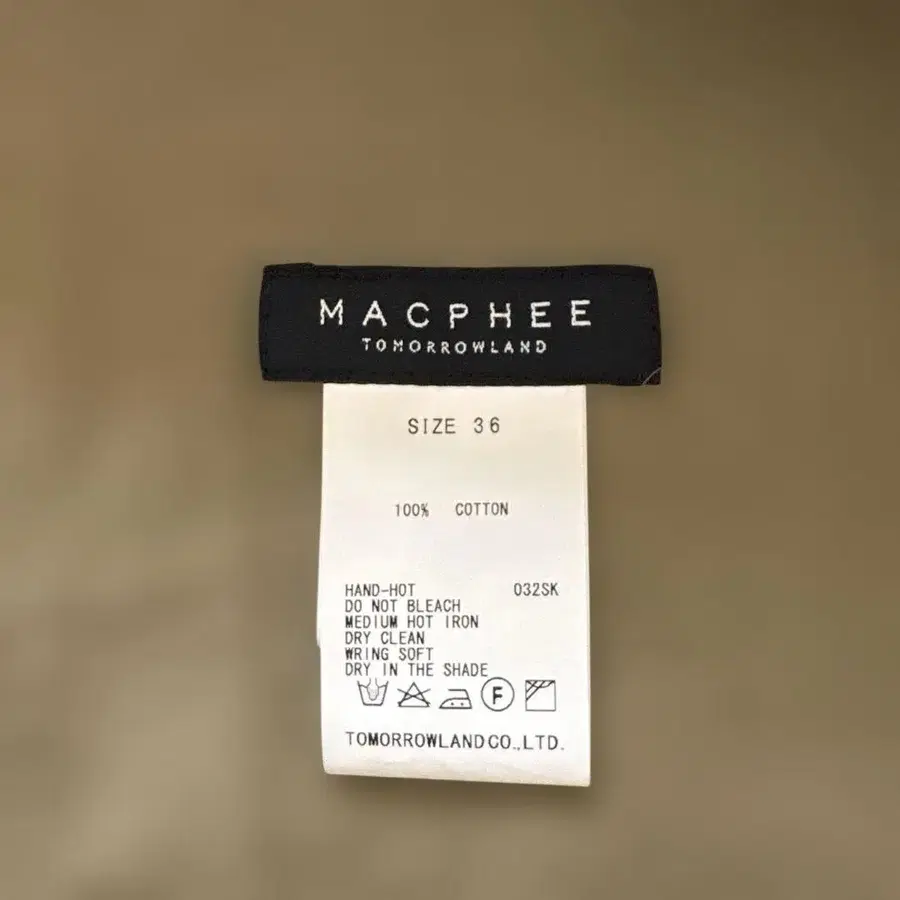 MACPHEE
TOMORROWLAND
SIZE 36
100% COTTON
HAND-HOT 032SK
DO NOT BLEACH
MEDIUM HOT IRON
DRY CLEAN
WRING SOFT
DRY IN THE SHADE
F
TOMORROWLAND CO.,LTD.